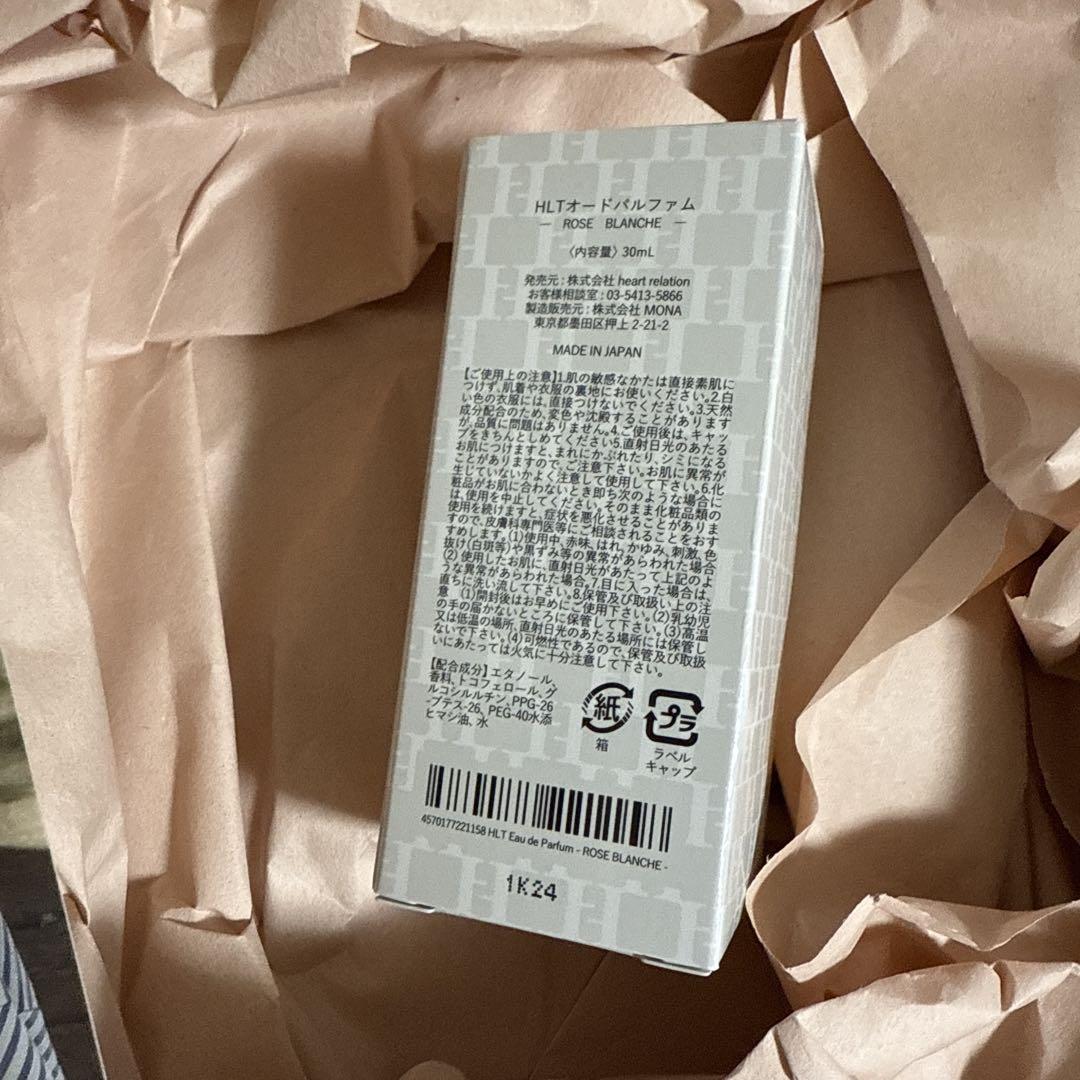 HLTオードパルファム
— ROSE BLANCHE —
〈内容量〉30mL
発売元:株式会社 heart relation
お客様相談室:03-5413-5866
製造販売元:株式会社 MONA
東京都墨田区押上 2-21-2
MADE IN JAPAN
【ご使用上の注意】1.肌の敏感なかたは直接素肌に
つけず、肌着や衣服の裏地にお使いください。2.白
い色の衣服には、直接つけないでください。3.天然
成分配合のため、変色や沈殿することがあります
が、品質に問題はありません。4.ご使用後は、キャッ
プをきちんとしめてください5.直射日光のあたる
お肌につけますと、まれにかぶれたり、シミになる
ことがありますので、ご注意下さい。お肌に異常が
生じていないかよく注意して使用して下さい。6.化
粧品がお肌に合わないとき即ち次のような場合に
は、使用を中止してください。そのまま化粧品類の
使用を続けますと、症状を悪化させることがありま
すので、皮膚科専門医等にご相談されることをおす
すめします。(1)使用中、赤味、はれ、かゆみ、刺激、色
抜け(白斑等)や黒ずみ等の異常があらわれた場合
(2)使用したお肌に、直射日光があたって上記のよ
うな異常があらわれた場合。7.目に入った場合は、
直ちに洗い流して下さい。8.保管及び取扱い上の注
意 (1)開封後はお早めにご使用下さい。(2)乳幼児
の手の届かないところに保管して下さい。(3)高温
又は低温の場所、直射日光のあたる場所には保管し
ないで下さい。(4)可燃性であるので、保管及び取扱
いにあたっては火気に十分注意して下さい。
【配合成分】エタノール、
香料、トコフェロール、グ
ルコシルルチン、PPG-26
-ブテス-26、PEG-40水添
ヒマシ油、水
紙
箱
プラ
ラベル
キャップ
4570177221158 HLT Eau de Parfum - ROSE BLANCHE -
1K24